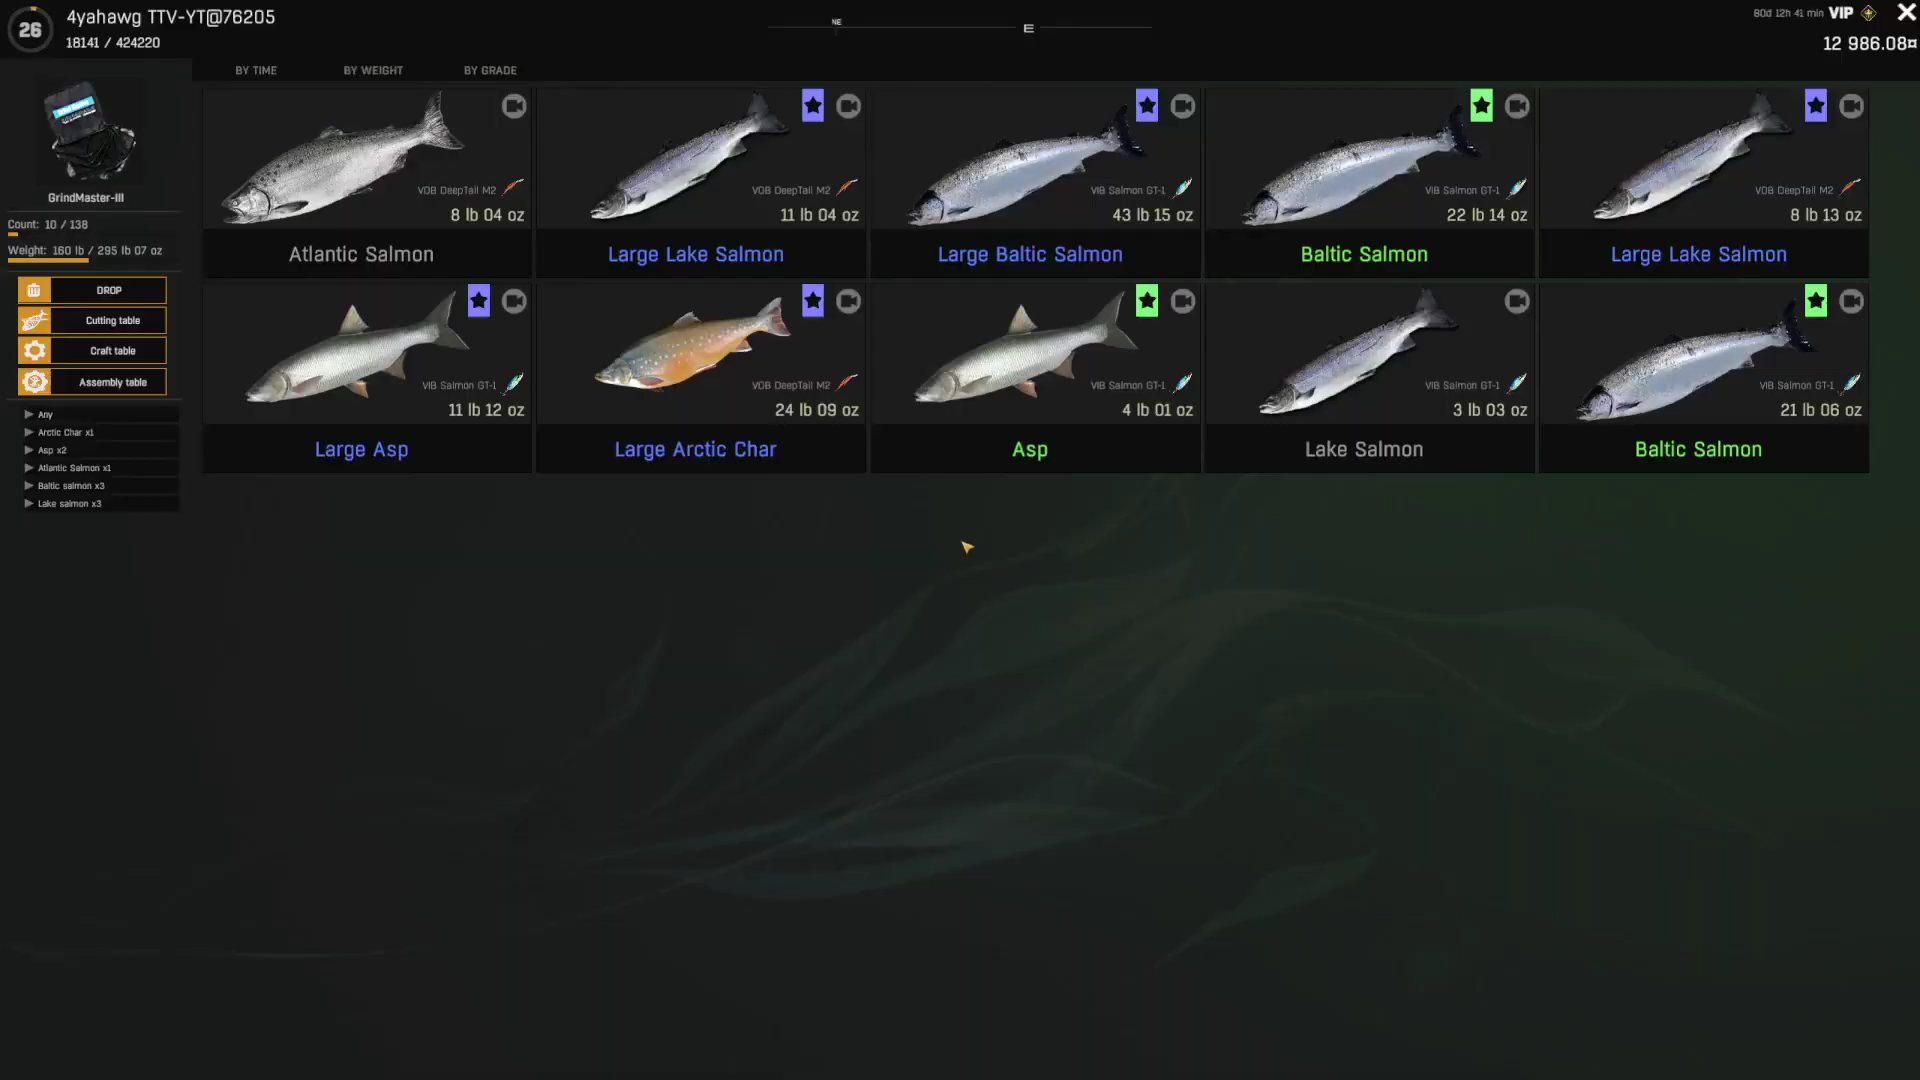 26
4yahawg TTV-YT@76205
18141 / 424220
NE
E
80d 12h 41 min VIP
12 986.08¤
BY TIME
BY WEIGHT
BY GRADE
GrindMaster-III
Count: 10 / 138
Weight: 160 lb / 295 lb 07 oz
DROP
Cutting table
Craft table
Assembly table
Any
Arctic Char x1
Asp x2
Atlantic Salmon x1
Baltic salmon x3
Lake salmon x3
VOB DeepTail M2
8 lb 04 oz
Atlantic Salmon
VOB DeepTail M2
11 lb 04 oz
Large Lake Salmon
VIB Salmon GT-1
43 lb 15 oz
Large Baltic Salmon
VIB Salmon GT-1
22 lb 14 oz
Baltic Salmon
VOB DeepTail M2
8 lb 13 oz
Large Lake Salmon
VIB Salmon GT-1
11 lb 12 oz
Large Asp
VOB DeepTail M2
24 lb 09 oz
Large Arctic Char
VIB Salmon GT-1
4 lb 01 oz
Asp
VIB Salmon GT-1
3 lb 03 oz
Lake Salmon
VIB Salmon GT-1
21 lb 06 oz
Baltic Salmon